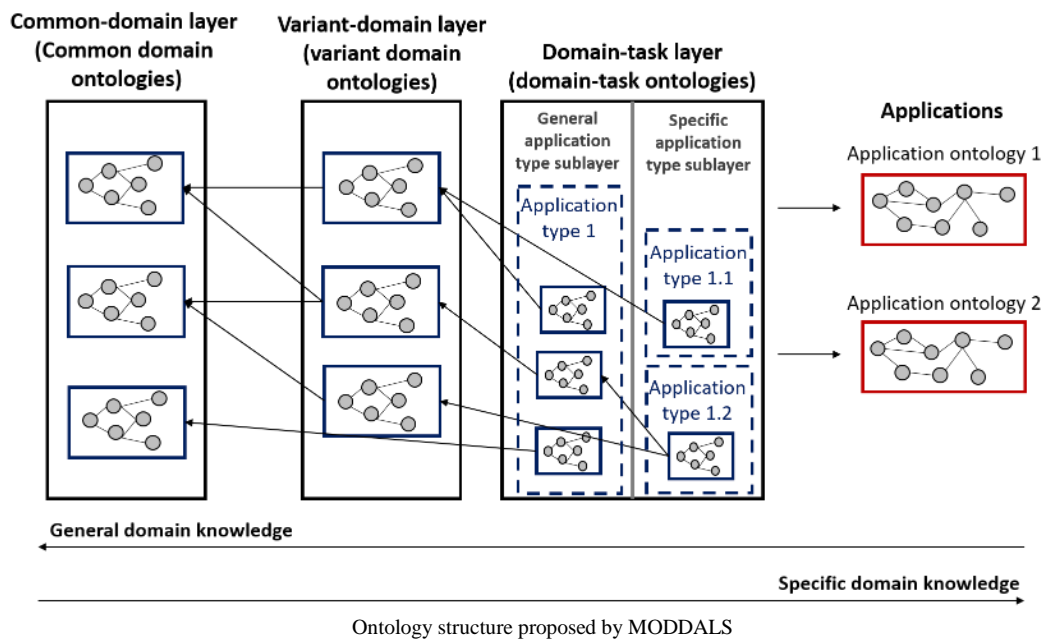 Common-domain layer
(Common domain
ontologies)
Variant-domain layer
(variant domain
ontologies)
Domain-task layer
(domain-task ontologies)
General
application
type sublayer
Specific
application
type sublayer
Application
type 1
Application
type 1.1
Application
type 1.2
Applications
Application ontology 1
Application ontology 2
General domain knowledge
Specific domain knowledge
Ontology structure proposed by MODDALS